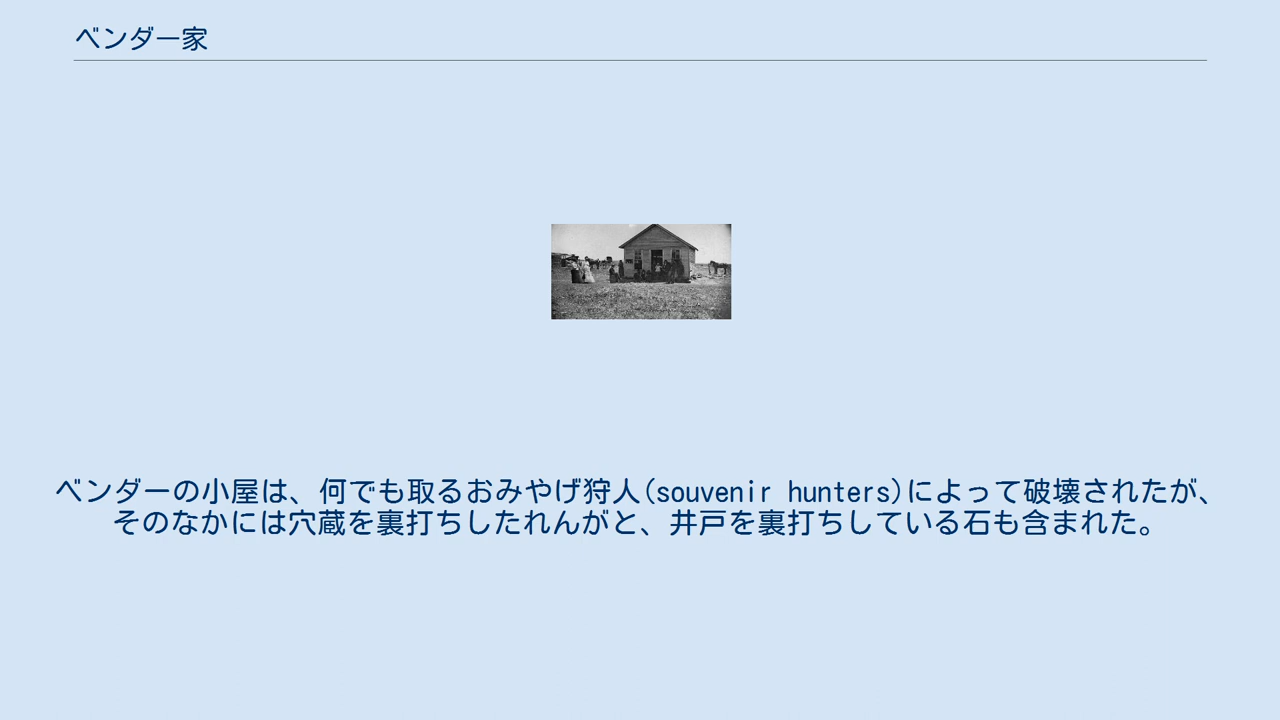 ベンダー家
ベンダーの小屋は、何でも取るおみやげ狩人(souvenir hunters)によって破壊されたが、
そのなかには穴蔵を裏打ちしたれんがと、井戸を裏打ちしている石も含まれた。